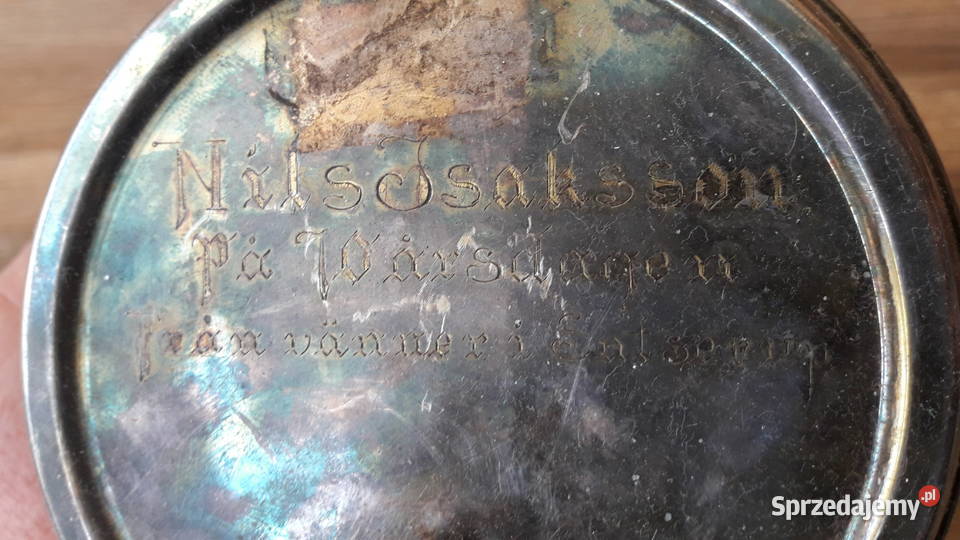 Nils Isaksson
På 70årsdagen
Från vänner i
Sprzedajemy.pl